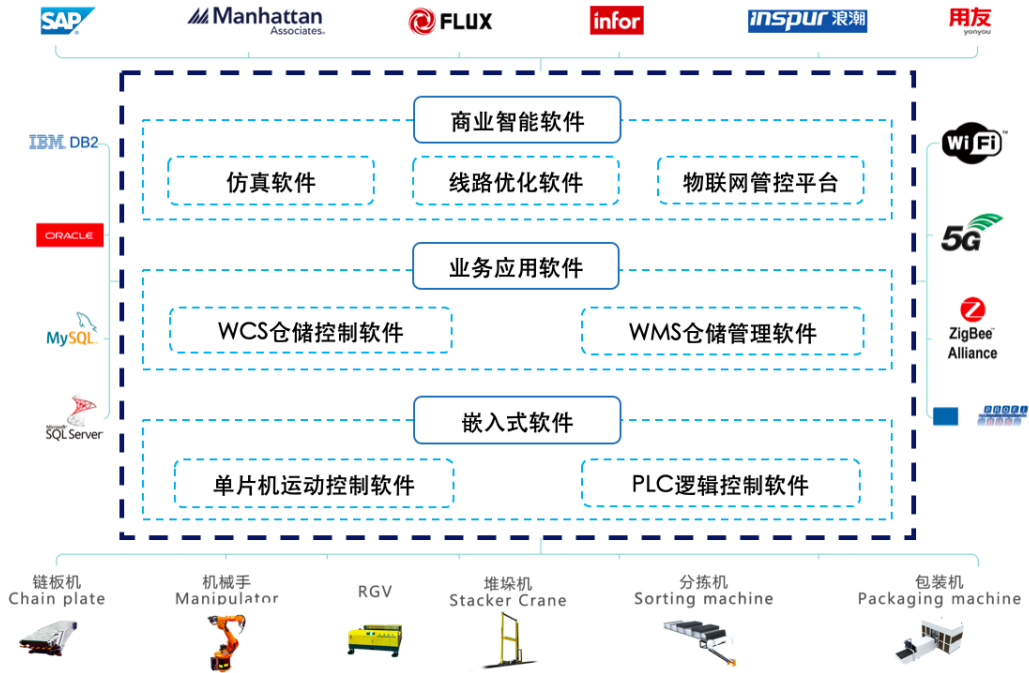 SAP
Manhattan
Associates
FLUX
infor
inspur 浪潮
用友
yonyou
商业智能软件
IBM DB2
Wi Fi
仿真软件
线路优化软件
物联网管控平台
ORACLE
5G
业务应用软件
MySQL
WCS仓储控制软件
WMS仓储管理软件
ZigBee
Alliance
嵌入式软件
Microsoft
SQL Server
PROFI
单片机运动控制软件
PLC逻辑控制软件
链板机
Chain plate
机械手
Manipulator
RGV
堆垛机
Stacker Crane
分拣机
Sorting machine
包装机
Packaging machine